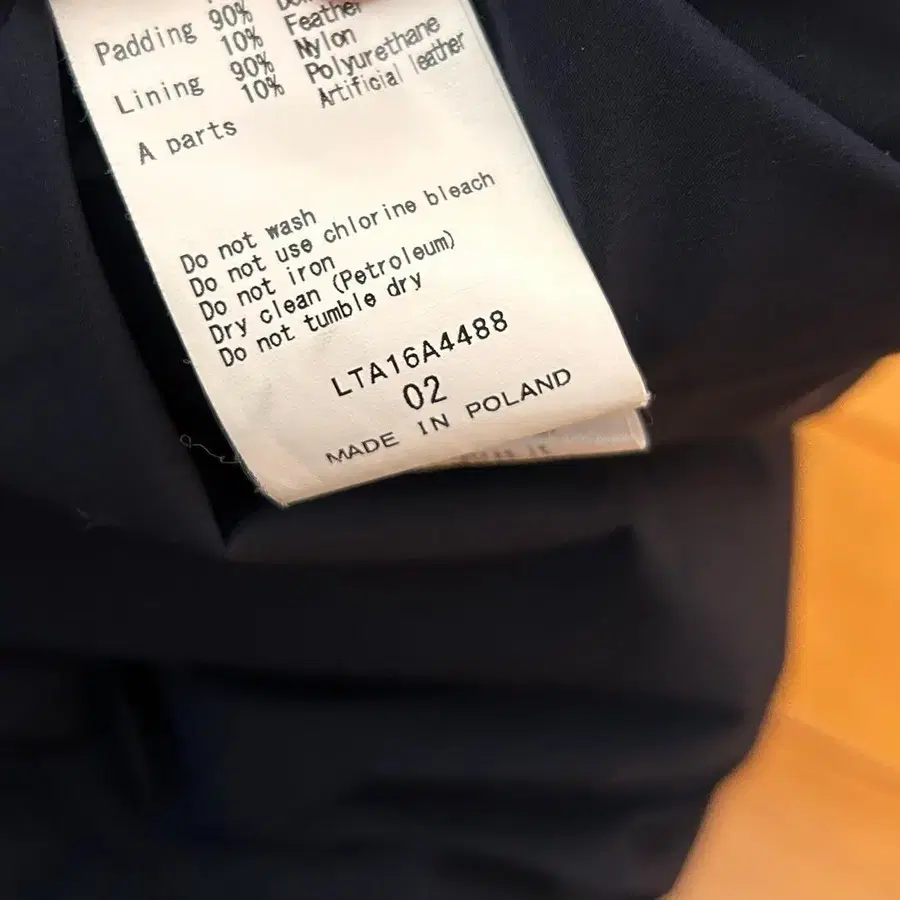 Padding 90%
10% Feather
Lining 90% Nylon
10% Polyurethane
A parts Artificial leather
Do not wash
Do not use chlorine bleach
Do not iron
Dry clean (Petroleum)
Do not tumble dry
LTA16A4488
02
MADE IN POLAND